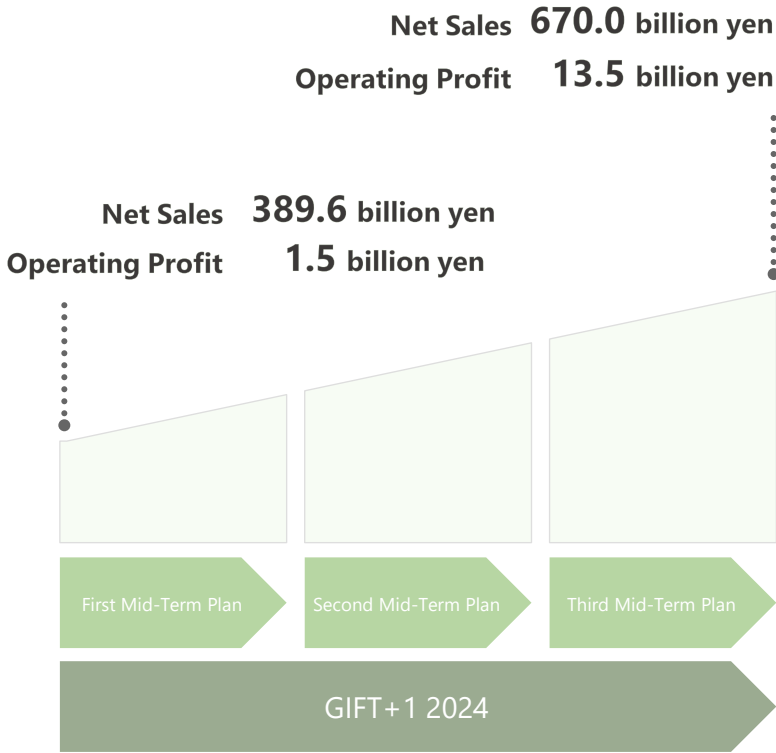 Net Sales 670.0 billion yen
Operating Profit 13.5 billion yen
Net Sales 389.6 billion yen
Operating Profit 1.5 billion yen
First Mid-Term Plan
Second Mid-Term Plan
Third Mid-Term Plan
GIFT+1 2024